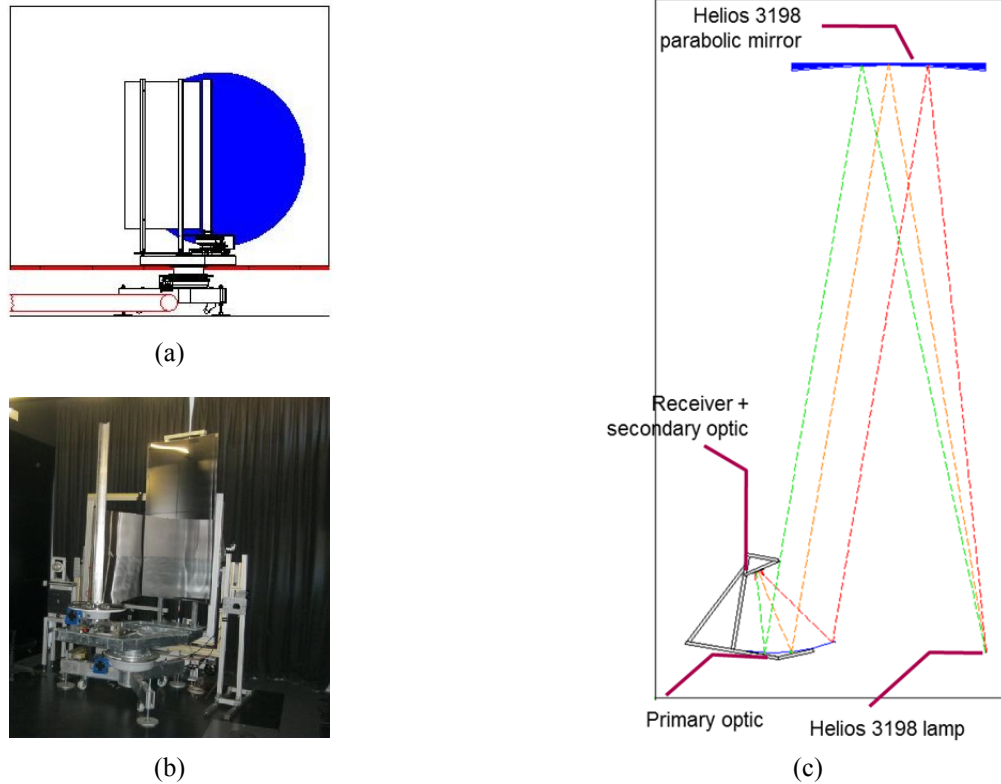 Helios 3198
parabolic mirror
(a)
Receiver +
secondary optic
Primary optic
Helios 3198 lamp
(b)
(c)